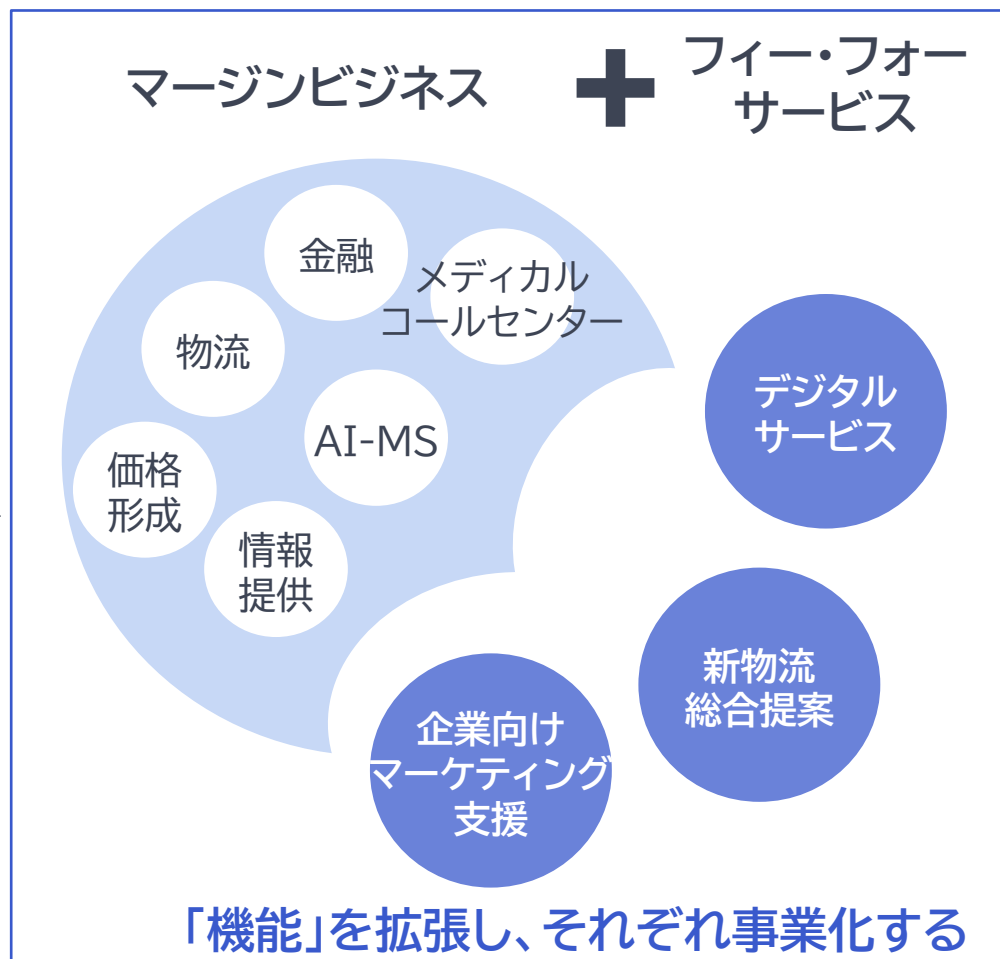 マージンビジネス
フィー・フォー
サービス
金融
メディカル
コールセンター
物流
AI-MS
価格
形成
情報
提供
デジタル
サービス
新物流
総合提案
企業向け
マーケティング
支援
「機能」を拡張し、それぞれ事業化する